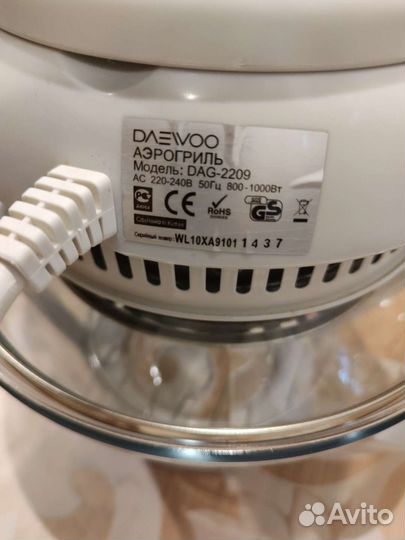 DAEWOO
АЭРОГРИЛЬ
Модель: DAG-2209
AC 220-240В 50Гц 800-1000Вт
CE RoHS GS
Серийный номер: WL10XA9101 1 4 3 7
Avito